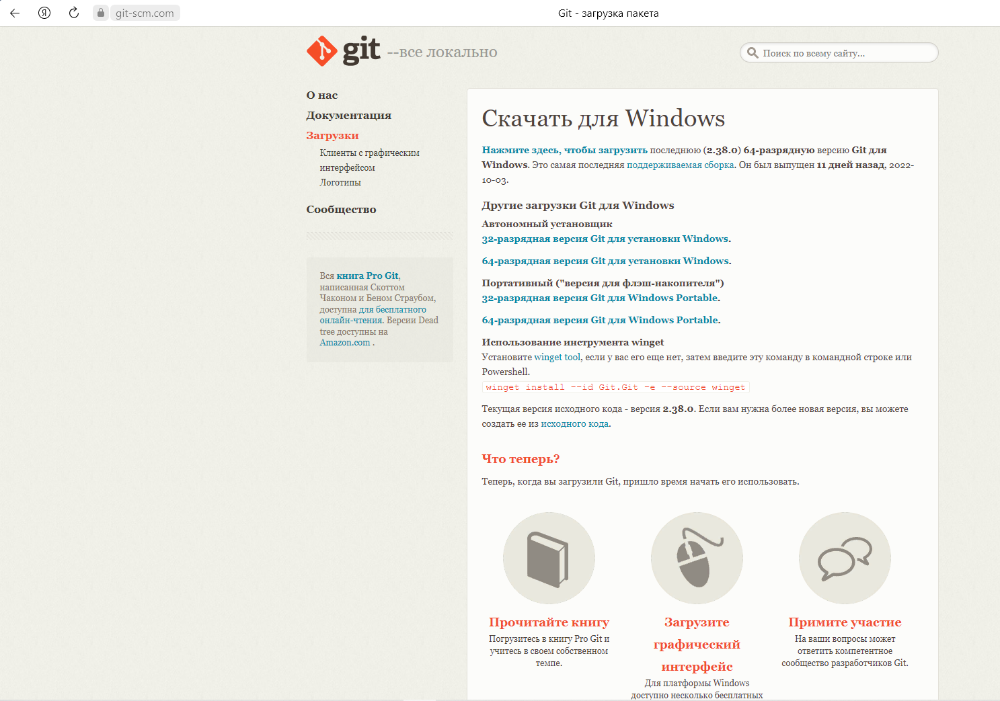 git-scm.com
Git - загрузка пакета
git --все локально
Поиск по всему сайту...
О нас
Документация
Загрузки
Клиенты с графическим
интерфейсом
Логотипы
Сообщество
Вся книга Pro Git,
написанная Скоттом
Чаконом и Беном Страубом,
доступна для бесплатного
онлайн-чтения. Версии Dead
tree доступны на
Amazon.com .
Скачать для Windows
Нажмите здесь, чтобы загрузить последнюю (2.38.0) 64-разрядную версию Git для
Windows. Это самая последняя поддерживаемая сборка. Он был выпущен 11 дней назад, 2022-
10-03.
Другие загрузки Git для Windows
Автономный установщик
32-разрядная версия Git для установки Windows.
64-разрядная версия Git для установки Windows.
Портативный ("версия для флэш-накопителя")
32-разрядная версия Git для Windows Portable.
64-разрядная версия Git для Windows Portable.
Использование инструмента winget
Установите winget tool, если у вас его еще нет, затем введите эту команду в командной строке или
Powershell.
winget install --id Git.Git -e --source winget
Текущая версия исходного кода - версия 2.38.0. Если вам нужна более новая версия, вы можете
создать ее из исходного кода.
Что теперь?
Теперь, когда вы загрузили Git, пришло время начать его использовать.
Прочитайте книгу
Погрузитесь в книгу Pro Git и
учитесь в своем собственном
темпе.
Загрузите
графический
интерфейс
Для платформы Windows
доступно несколько бесплатных
Примите участие
На ваши вопросы может
ответить компетентное
сообщество разработчиков Git.